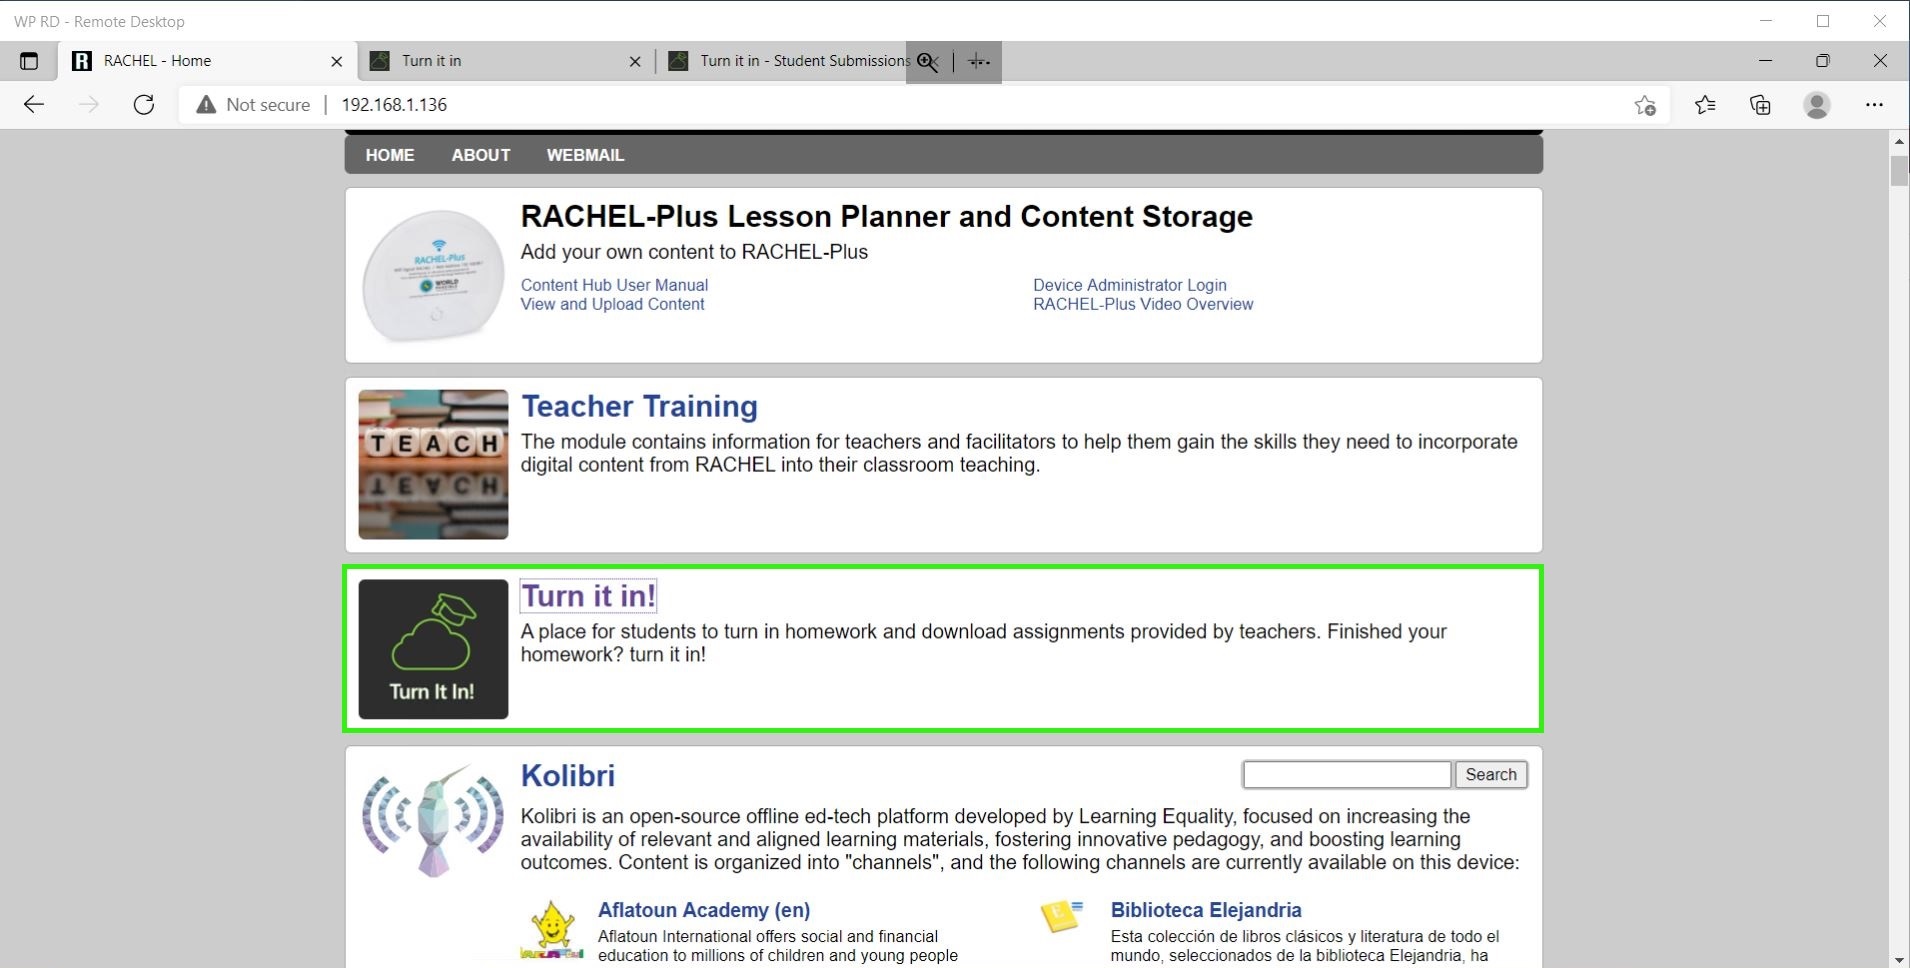 WP RD - Remote Desktop
RACHEL - Home
Turn it in
Turn it in - Student Submissions
Not secure
192.168.1.136
HOME ABOUT WEBMAIL
RACHEL-Plus Lesson Planner and Content Storage
Add your own content to RACHEL-Plus
Content Hub User Manual
View and Upload Content
Device Administrator Login
RACHEL-Plus Video Overview
RACHEL-Plus
WORLD
POSSIBLE
Teacher Training
The module contains information for teachers and facilitators to help them gain the skills they need to incorporate
digital content from RACHEL into their classroom teaching.
TEACH
Turn it in!
A place for students to turn in homework and download assignments provided by teachers. Finished your
homework? turn it in!
Turn It In!
Kolibri
Search
Kolibri is an open-source offline ed-tech platform developed by Learning Equality, focused on increasing the
availability of relevant and aligned learning materials, fostering innovative pedagogy, and boosting learning
outcomes. Content is organized into "channels", and the following channels are currently available on this device:
Aflatoun Academy (en)
Aflatoun International offers social and financial
education to millions of children and young people
Biblioteca Elejandria
Esta colección de libros clásicos y literatura de todo el
mundo, seleccionados de la biblioteca Elejandria, ha